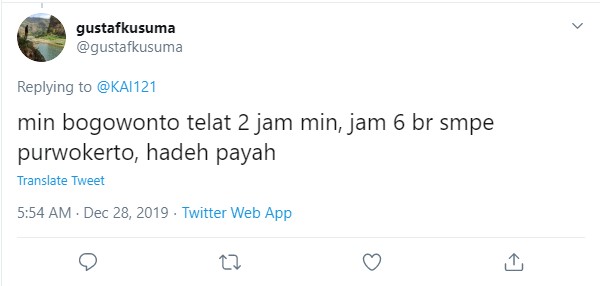 gustafkusuma
@gustafkusuma
Replying to @KAI121
min bogowonto telat 2 jam min, jam 6 br smpe
purwokerto, hadeh payah
Translate Tweet
5:54 AM · Dec 28, 2019 · Twitter Web App